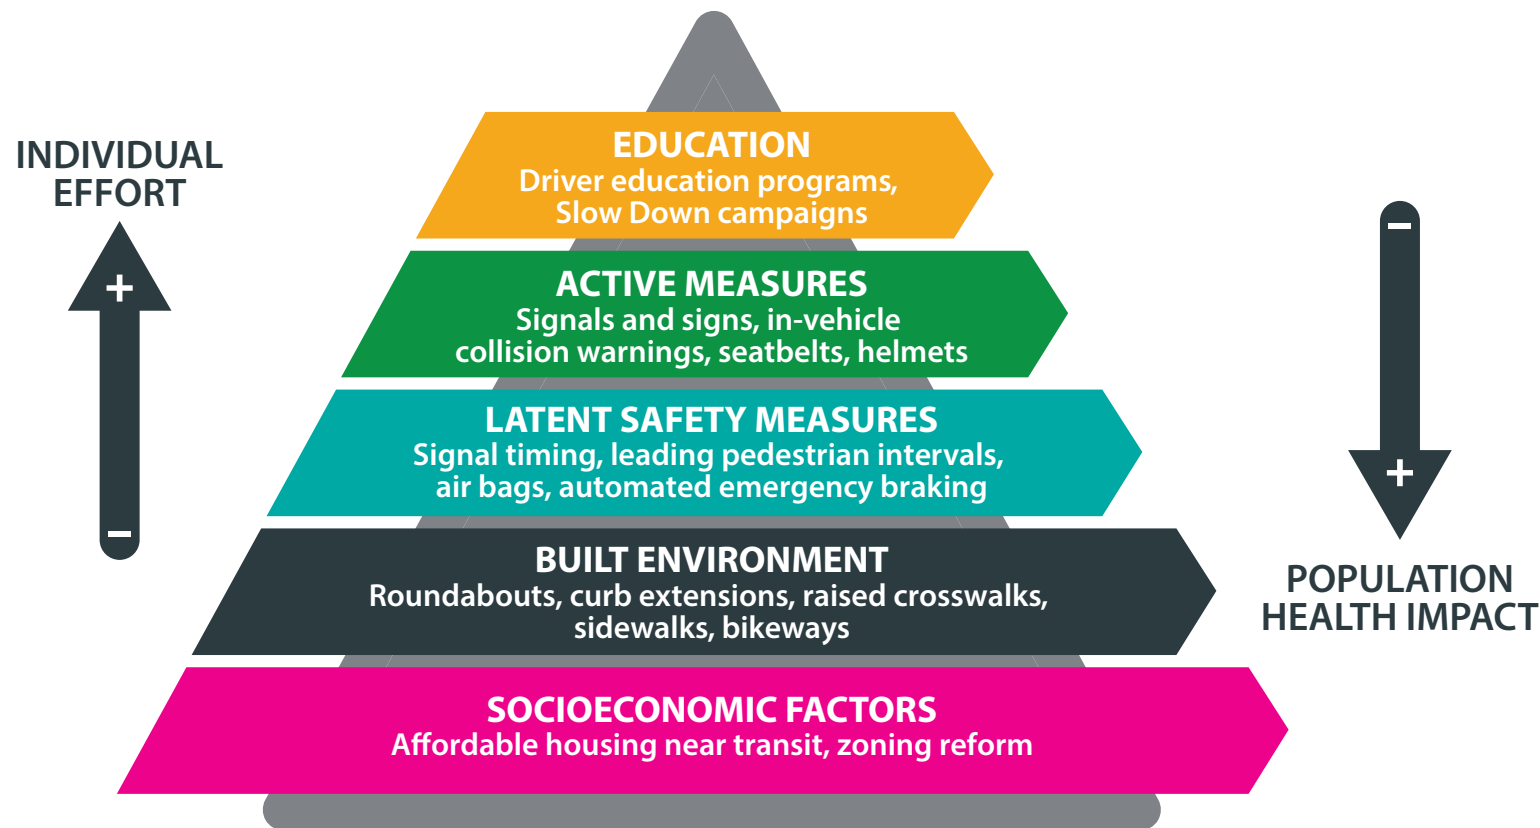 INDIVIDUAL
EFFORT
+
−
EDUCATION
Driver education programs,
Slow Down campaigns
ACTIVE MEASURES
Signals and signs, in-vehicle
collision warnings, seatbelts, helmets
LATENT SAFETY MEASURES
Signal timing, leading pedestrian intervals,
air bags, automated emergency braking
BUILT ENVIRONMENT
Roundabouts, curb extensions, raised crosswalks,
sidewalks, bikeways
SOCIOECONOMIC FACTORS
Affordable housing near transit, zoning reform
−
+
POPULATION
HEALTH IMPACT